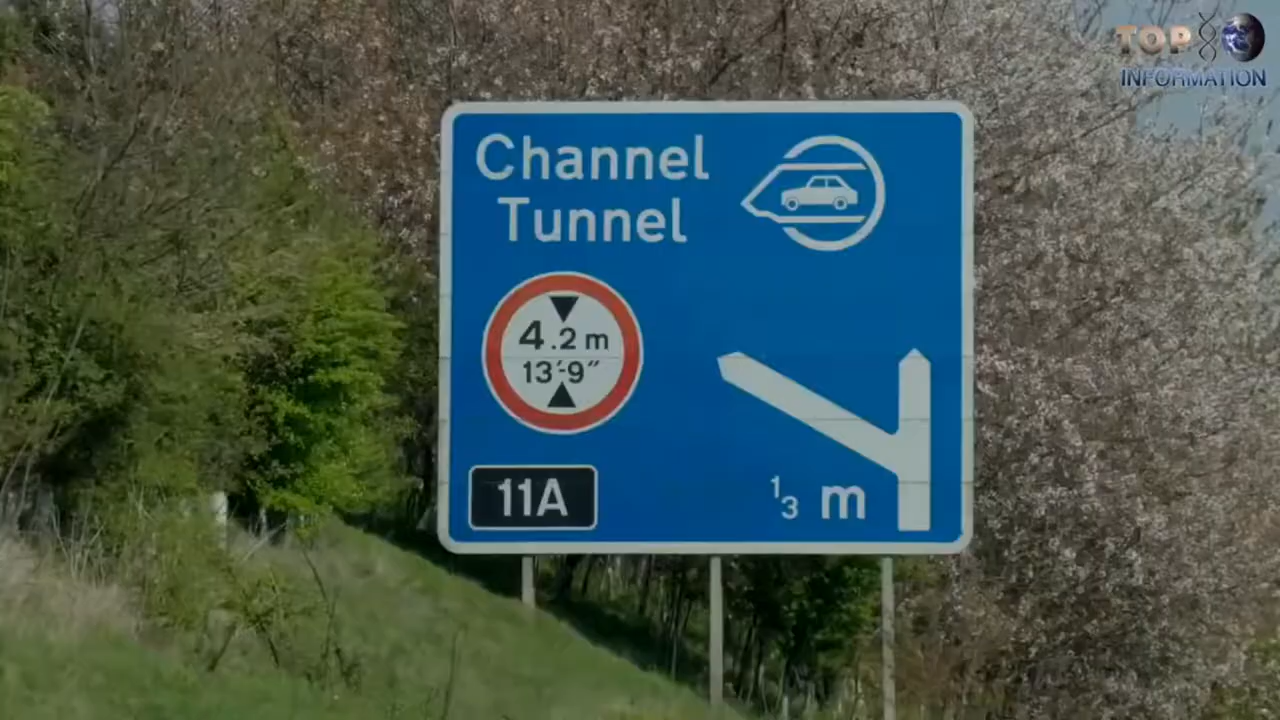 TOP
INFORMATION
Channel
Tunnel
4.2 m
13'-9"
11A
1/3 m